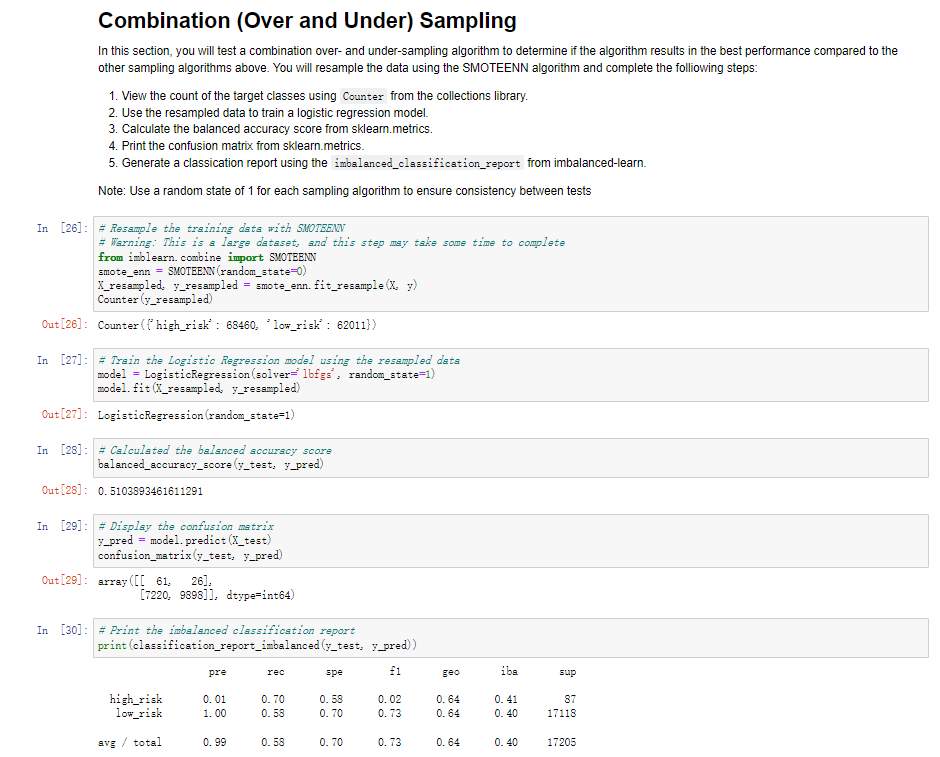 Combination (Over and Under) Sampling
In this section, you will test a combination over- and under-sampling algorithm to determine if the algorithm results in the best performance compared to the
other sampling algorithms above. You will resample the data using the SMOTEENN algorithm and complete the folliowing steps:
1. View the count of the target classes using Counter from the collections library.
2. Use the resampled data to train a logistic regression model.
3. Calculate the balanced accuracy score from sklearn.metrics.
4. Print the confusion matrix from sklearn.metrics.
5. Generate a classication report using the imbalanced_classification_report from imbalanced-learn.
Note: Use a random state of 1 for each sampling algorithm to ensure consistency between tests
In [26]: # Resample the training data with SMOTEENN
# Warning: This is a large dataset, and this step may take some time to complete
from imblearn.combine import SMOTEENN
smote_enn = SMOTEENN(random_state=0)
X_resampled, y_resampled = smote_enn.fit_resample(X, y)
Counter(y_resampled)
Out[26]: Counter({'high_risk': 68460, 'low_risk': 62011})
In [27]: # Train the Logistic Regression model using the resampled data
model = LogisticRegression(solver='lbfgs', random_state=1)
model.fit(X_resampled, y_resampled)
Out[27]: LogisticRegression(random_state=1)
In [28]: # Calculated the balanced accuracy score
balanced_accuracy_score(y_test, y_pred)
Out[28]: 0.5103893461611291
In [29]: # Display the confusion matrix
y_pred = model.predict(X_test)
confusion_matrix(y_test, y_pred)
Out[29]: array([[  61,   26],
[7220, 9898]], dtype=int64)
In [30]: # Print the imbalanced classification report
print(classification_report_imbalanced(y_test, y_pred))
pre rec spe f1 geo iba sup
high_risk 0.01 0.70 0.58 0.02 0.64 0.41 87
low_risk 1.00 0.58 0.70 0.73 0.64 0.40 17118
avg / total 0.99 0.58 0.70 0.73 0.64 0.40 17205